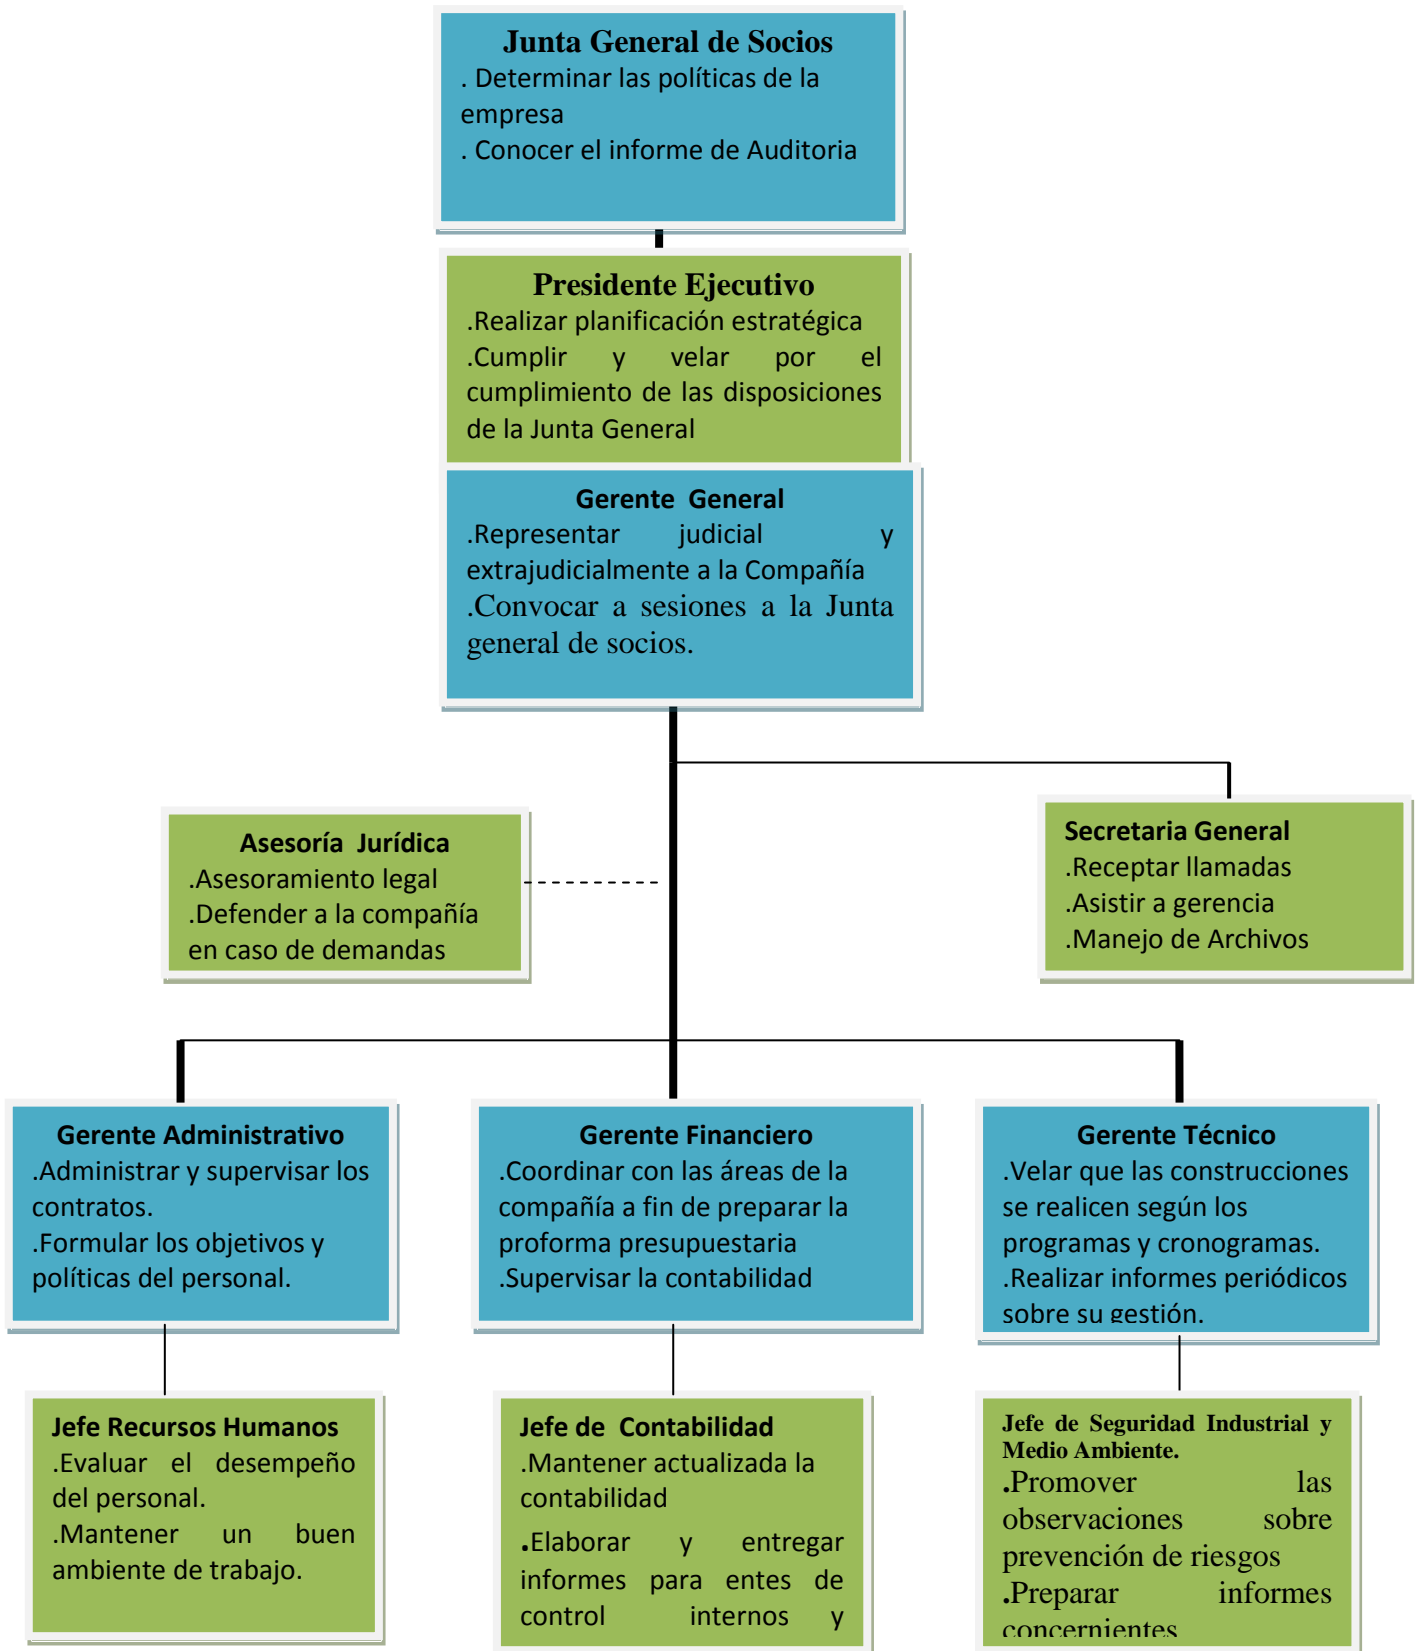 Junta General de Socios
. Determinar las políticas de la
empresa
. Conocer el informe de Auditoria
Presidente Ejecutivo
.Realizar planificación estratégica
.Cumplir y velar por el
cumplimiento de las disposiciones
de la Junta General
Gerente General
.Representar judicial y
extrajudicialmente a la Compañía
.Convocar a sesiones a la Junta
general de socios.
Asesoría Jurídica
.Asesoramiento legal
.Defender a la compañía
en caso de demandas
Secretaria General
.Receptar llamadas
.Asistir a gerencia
.Manejo de Archivos
Gerente Administrativo
.Administrar y supervisar los
contratos.
.Formular los objetivos y
políticas del personal.
Gerente Financiero
.Coordinar con las áreas de la
compañía a fin de preparar la
proforma presupuestaria
.Supervisar la contabilidad
Gerente Técnico
.Velar que las construcciones
se realicen según los
programas y cronogramas.
.Realizar informes periódicos
sobre su gestión.
Jefe Recursos Humanos
.Evaluar el desempeño
del personal.
.Mantener un buen
ambiente de trabajo.
Jefe de Contabilidad
.Mantener actualizada la
contabilidad
.Elaborar y entregar
informes para entes de
control internos y
Jefe de Seguridad Industrial y
Medio Ambiente.
.Promover las
observaciones sobre
prevención de riesgos
.Preparar informes
concernientes